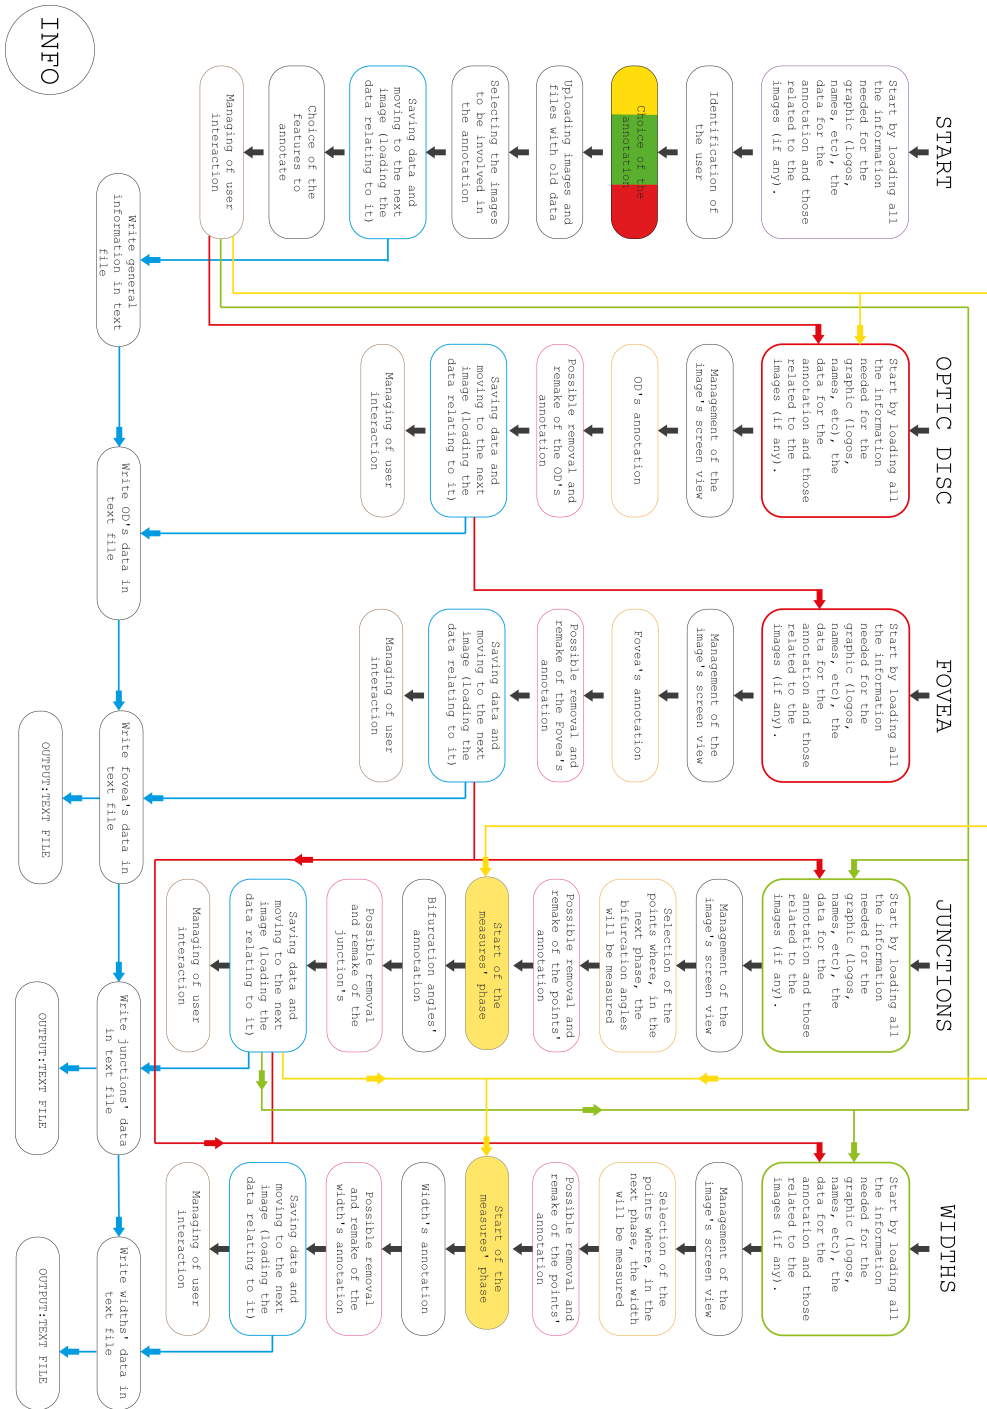 START
Start by loading all
the information
needed for the
graphic (logos,
names, etc), the
data for the
annotation and those
related to the
images (if any).
Identification of
the user
Choice of the
annotation
Uploading images and
files with old data
Selecting the images
to be involved in
the annotation
Saving data and
moving to the next
image (loading the
data relating to it)
Choice of the
features to
annotate
Managing of user
interaction
OPTIC DISC
Start by loading all
the information
needed for the
graphic (logos,
names, etc), the
data for the
annotation and those
related to the
images (if any).
Management of the
image's screen view
OD's annotation
Possible removal and
remake of the OD's
annotation
Saving data and
moving to the next
image (loading the
data relating to it)
Managing of user
interaction
FOVEA
Start by loading all
the information
needed for the
graphic (logos,
names, etc), the
data for the
annotation and those
related to the
images (if any).
Management of the
image's screen view
Fovea's annotation
Possible removal and
remake of the Fovea's
annotation
Saving data and
moving to the next
image (loading the
data relating to it)
Managing of user
interaction
JUNCTIONS
Start by loading all
the information
needed for the
graphic (logos,
names, etc), the
data for the
annotation and those
related to the
images (if any).
Management of the
image's screen view
Selection of the
points where, in the
next phase, the
bifurcation angles
will be measured
Possible removal and
remake of the points'
annotation
Start of the
measures' phase
Bifurcation angles'
annotation
Possible removal
and remake of the
junction's
Saving data and
moving to the next
image (loading the
data relating to it)
Managing of user
interaction
WIDTHS
Start by loading all
the information
needed for the
graphic (logos,
names, etc), the
data for the
annotation and those
related to the
images (if any).
Management of the
image's screen view
Selection of the
points where, in the
next phase, the width
will be measured
Possible removal and
remake of the points'
annotation
Start of the
measures' phase
Width's annotation
Possible removal
and remake of the
width's annotation
Saving data and
moving to the next
image (loading the
data relating to it)
Managing of user
interaction
INFO
Write general
information in text
file
Write OD's data in
text file
Write fovea's data in
text file
OUTPUT:TEXT FILE
Write junctions' data
in text file
OUTPUT:TEXT FILE
Write widths' data in
text file
OUTPUT:TEXT FILE